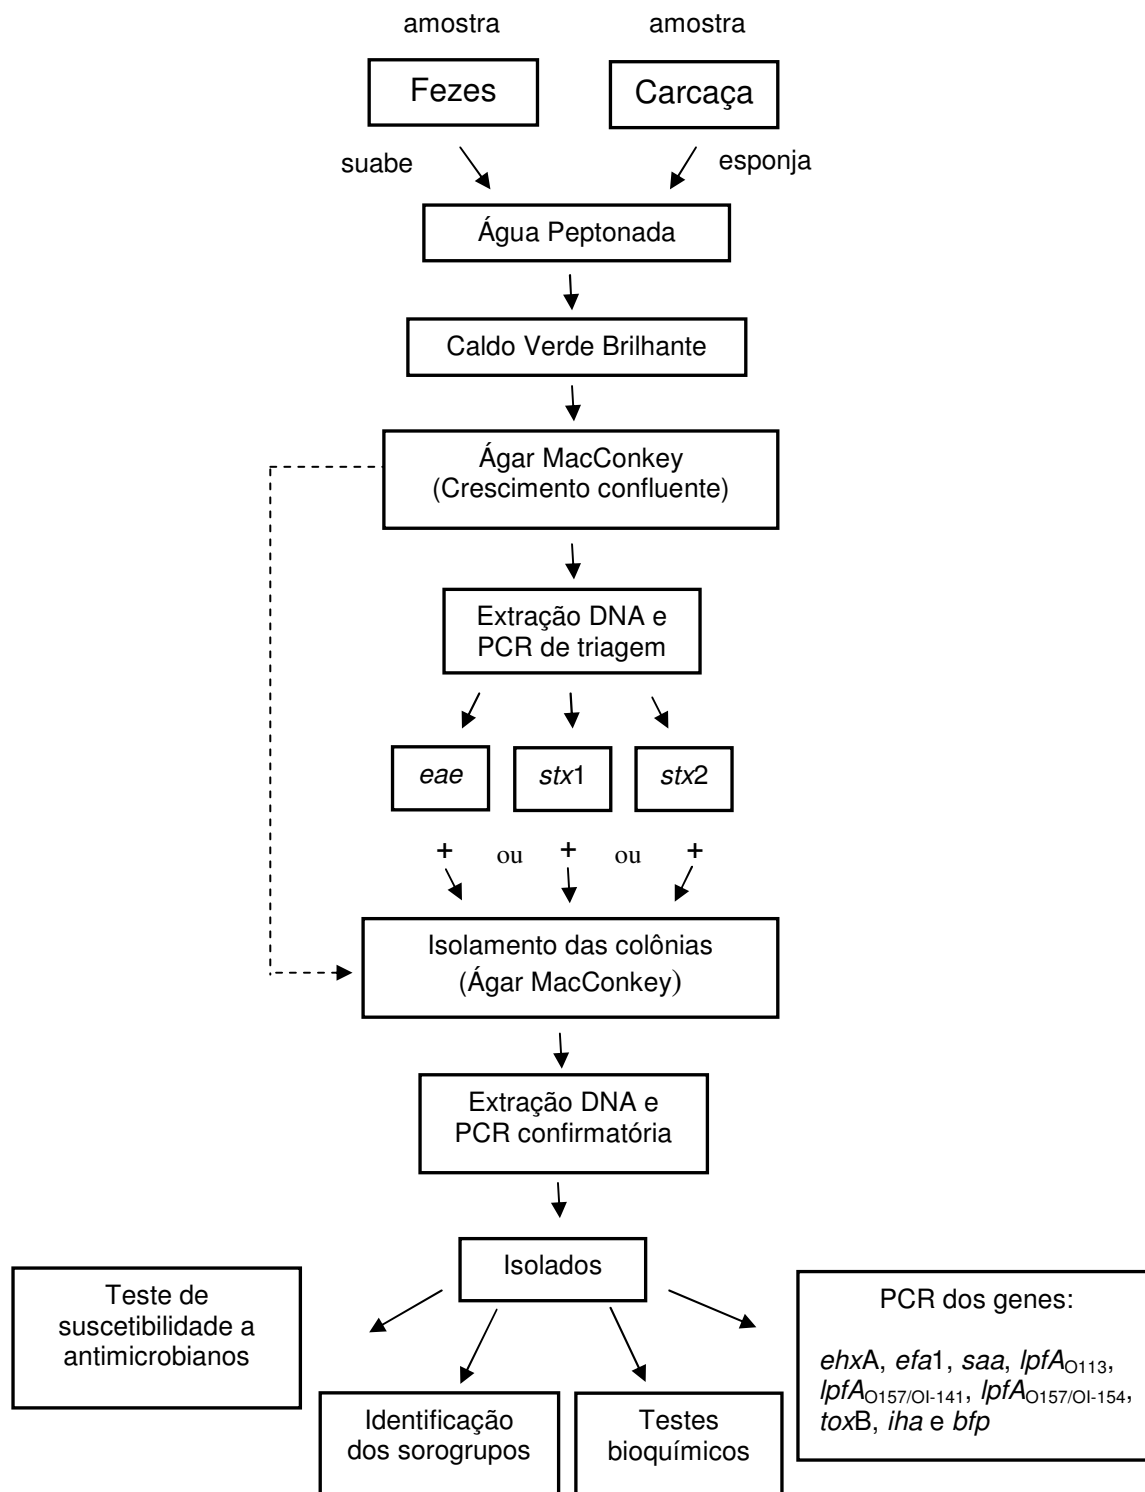 amostra
amostra
Fezes
Carcaça
suabe
esponja
Água Peptonada
Caldo Verde Brilhante
Ágar MacConkey
(Crescimento confluente)
Extração DNA e
PCR de triagem
eae
stx1
stx2
+ ou + ou +
Isolamento das colônias
(Ágar MacConkey)
Extração DNA e
PCR confirmatória
Isolados
Teste de
suscetibilidade a
antimicrobianos
Identificação
dos sorogrupos
Testes
bioquímicos
PCR dos genes:
ehxA, efa1, saa, lpfAO113,
lpfAO157/OI-141, lpfAO157/OI-154,
toxB, iha e bfp